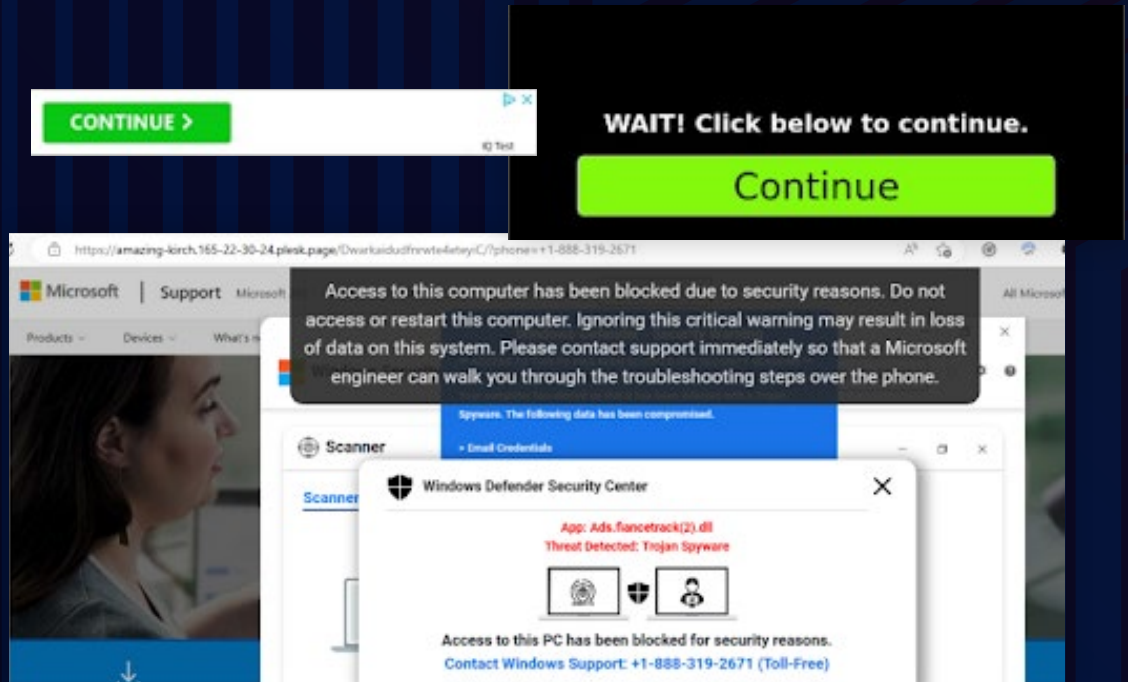 CONTINUE >
IQ Test
WAIT! Click below to continue.
Continue
https://amazing-kirch.165-22-30-24.plesk.page/
phone=+1-888-319-2671
Microsoft | Support Microsoft
All Microsof
Products
Devices
What's n
Access to this computer has been blocked due to security reasons. Do not
access or restart this computer. Ignoring this critical warning may result in loss
of data on this system. Please contact support immediately so that a Microsoft
engineer can walk you through the troubleshooting steps over the phone.
Spyware. The following data has been compromised.
> Email Credentials
Scanner
Scanner
Windows Defender Security Center
App: Ads.fiancetrack(2).dll
Threat Detected: Trojan Spyware
Access to this PC has been blocked for security reasons.
Contact Windows Support: +1-888-319-2671 (Toll-Free)